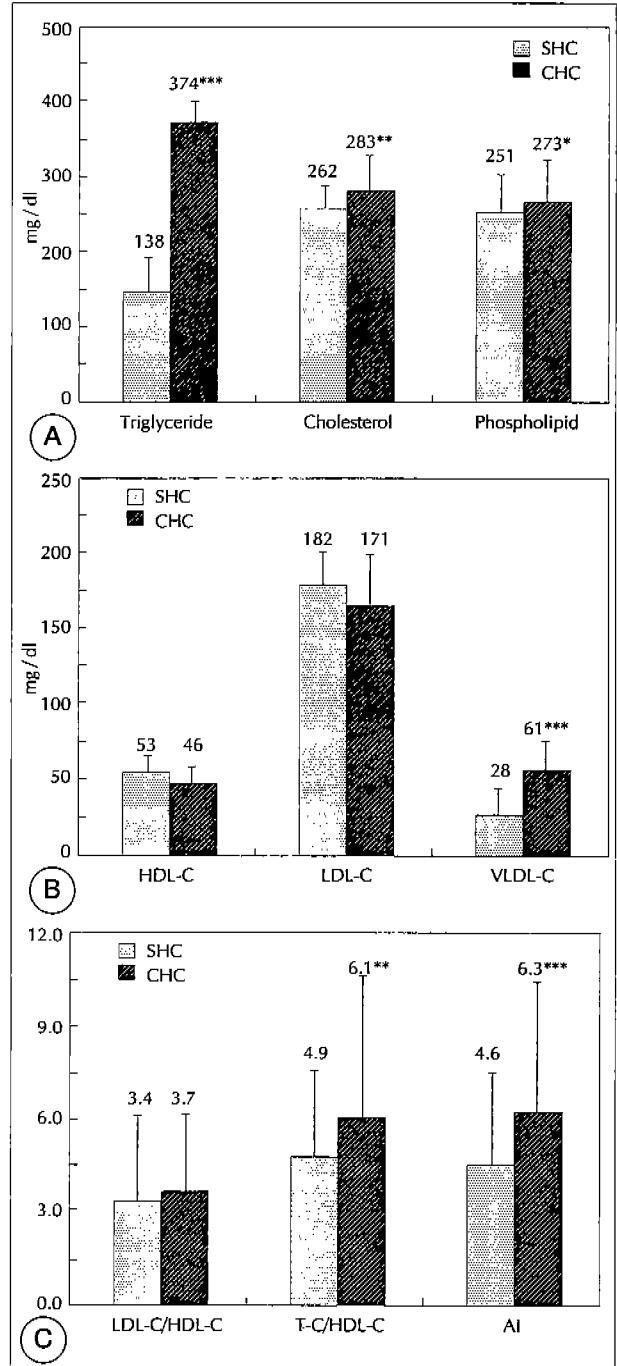 500
SHC
CHC
374***
400
mg / dl
300
262
283**
251
273*
200
138
100
0
Triglyceride
Cholesterol
Phospholipid
A
250
SHC
CHC
200
182
171
mg / dl
150
100
53
46
61***
50
28
0
HDL-C
LDL-C
VLDL-C
B
12.0
SHC
CHC
6.1**
6.3***
9.0
4.9
4.6
3.4
3.7
6.0
3.0
0.0
LDL-C/HDL-C
T-C/HDL-C
AI
C